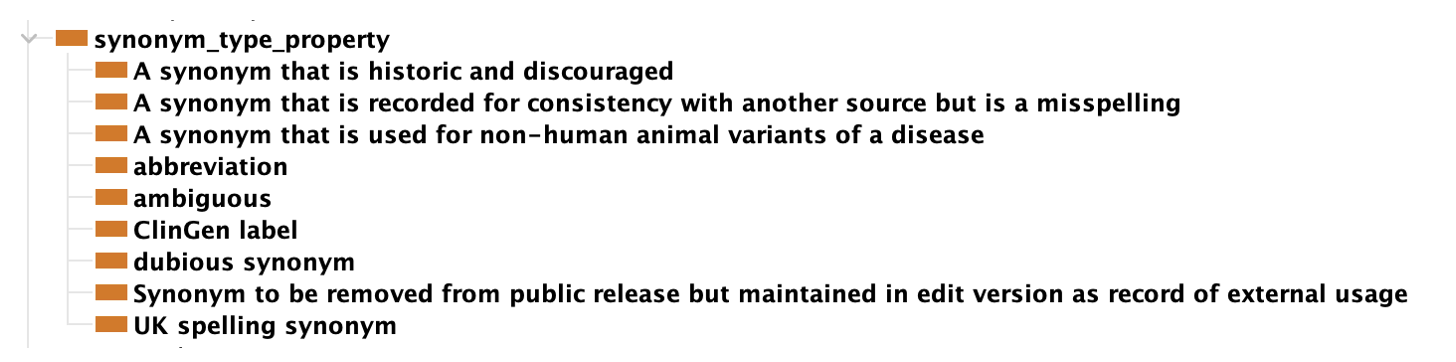 synonym_type_property
A synonym that is historic and discouraged
A synonym that is recorded for consistency with another source but is a misspelling
A synonym that is used for non-human animal variants of a disease
abbreviation
ambiguous
ClinGen label
dubious synonym
Synonym to be removed from public release but maintained in edit version as record of external usage
UK spelling synonym